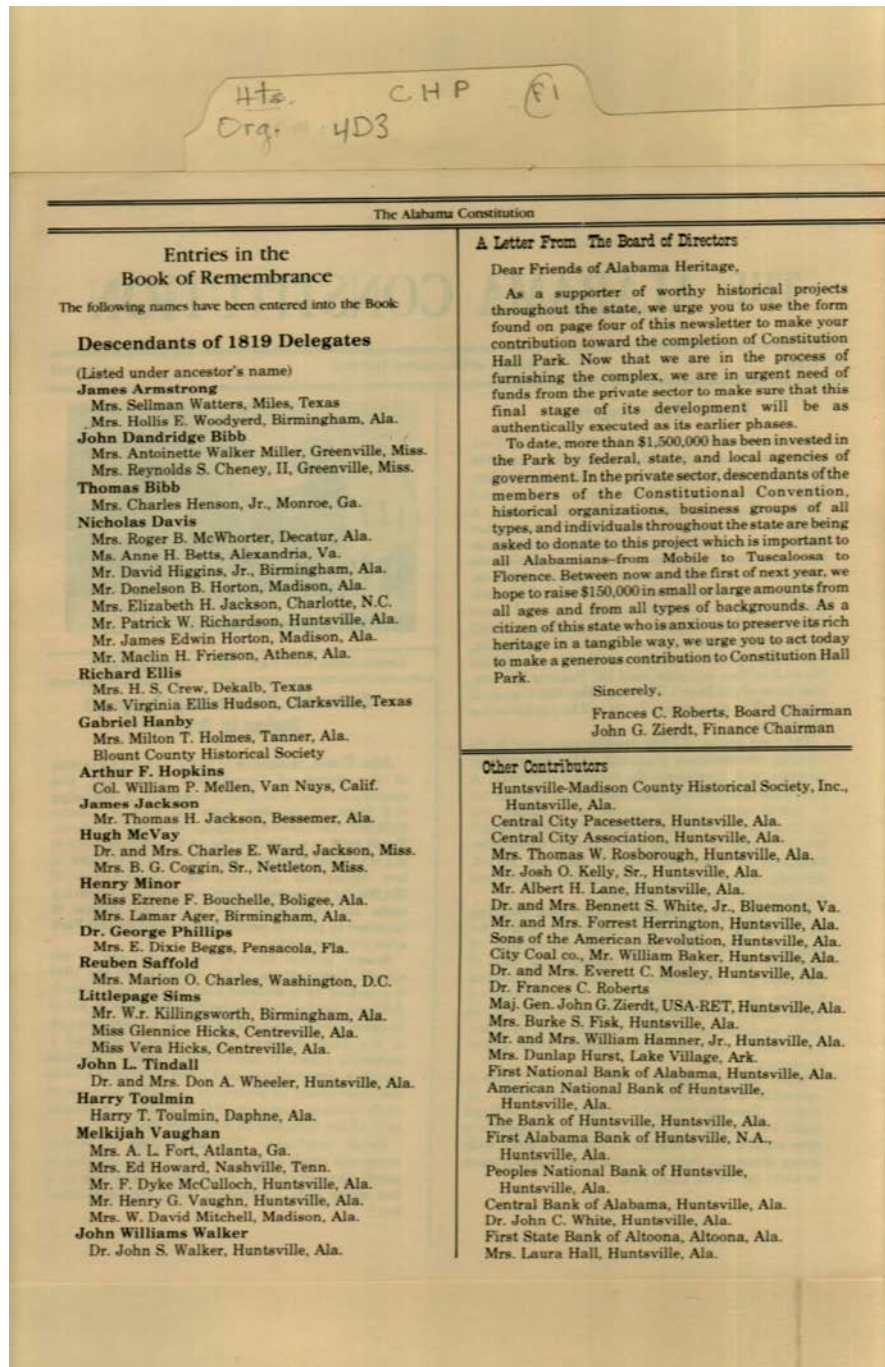 Hts. CHP F1
Org. 4D3
The Alabama Constitution
Entries in the
Book of Remembrance
The following names have been entered into the Book:
Descendants of 1819 Delegates
(Listed under ancestor's name)
James Armstrong
Mrs. Sellman Watters, Miles, Texas
Mrs. Hollis E. Woodyerd, Birmingham, Ala.
John Dandridge Bibb
Mrs. Antoinette Walker Miller, Greenville, Miss.
Mrs. Reynolds S. Cheney, II, Greenville, Miss.
Thomas Bibb
Mrs. Charles Henson, Jr., Monroe, Ga.
Nicholas Davis
Mrs. Roger B. McWhorter, Decatur, Ala.
Ms. Anne H. Betts, Alexandria, Va.
Mr. David Higgins, Jr., Birmingham, Ala.
Mr. Donelson B. Horton, Madison, Ala.
Mrs. Elizabeth H. Jackson, Charlotte, N.C.
Mr. Patrick W. Richardson, Huntsville, Ala.
Mr. James Edwin Horton, Madison, Ala.
Mr. Maclin H. Frierson, Athens, Ala.
Richard Ellis
Mrs. H. S. Crew, Dekalb, Texas
Ms. Virginia Ellis Hudson, Clarksville, Texas
Gabriel Hanby
Mrs. Milton T. Holmes, Tanner, Ala.
Blount County Historical Society
Arthur F. Hopkins
Col. William P. Mellen, Van Nuys, Calif.
James Jackson
Mr. Thomas H. Jackson, Bessemer, Ala.
Hugh McVay
Dr. and Mrs. Charles E. Ward, Jackson, Miss.
Mrs. B. G. Coggin, Sr., Nettleton, Miss.
Henry Minor
Miss Ezrene F. Bouchelle, Boligee, Ala.
Mrs. Lamar Ager, Birmingham, Ala.
Dr. George Phillips
Mrs. E. Dixie Beggs, Pensacola, Fla.
Reuben Saffold
Mrs. Marion O. Charles, Washington, D.C.
Littlepage Sims
Mr. W.r. Killingsworth, Birmingham, Ala.
Miss Glennice Hicks, Centreville, Ala.
Miss Vera Hicks, Centreville, Ala.
John L. Tindall
Dr. and Mrs. Don A. Wheeler, Huntsville, Ala.
Harry Toulmin
Harry T. Toulmin, Daphne, Ala.
Melkijah Vaughan
Mrs. A. L. Fort, Atlanta, Ga.
Mrs. Ed Howard, Nashville, Tenn.
Mr. F. Dyke McCulloch, Huntsville, Ala.
Mr. Henry G. Vaughn, Huntsville, Ala.
Mrs. W. David Mitchell, Madison, Ala.
John Williams Walker
Dr. John S. Walker, Huntsville, Ala.
A Letter From The Board of Directors
Dear Friends of Alabama Heritage,
As a supporter of worthy historical projects
throughout the state, we urge you to use the form
found on page four of this newsletter to make your
contribution toward the completion of Constitution
Hall Park. Now that we are in the process of
furnishing the complex, we are in urgent need of
funds from the private sector to make sure that this
final stage of its development will be as
authentically executed as its earlier phases.
To date, more than $1,500,000 has been invested in
the Park by federal, state, and local agencies of
government. In the private sector, descendants of the
members of the Constitutional Convention,
historical organizations, business groups of all
types, and individuals throughout the state are being
asked to donate to this project which is important to
all Alabamians—from Mobile to Tuscaloosa to
Florence. Between now and the first of next year, we
hope to raise $150,000 in small or large amounts from
all ages and from all types of backgrounds. As a
citizen of this state who is anxious to preserve its rich
heritage in a tangible way, we urge you to act today
to make a generous contribution to Constitution Hall
Park.
Sincerely,
Frances C. Roberts, Board Chairman
John G. Zierdt, Finance Chairman
Other Contributors
Huntsville-Madison County Historical Society, Inc.,
Huntsville, Ala.
Central City Pacesetters, Huntsville, Ala.
Central City Association, Huntsville, Ala.
Mrs. Thomas W. Rosborough, Huntsville, Ala.
Mr. Josh O. Kelly, Sr., Huntsville, Ala.
Mr. Albert H. Lane, Huntsville, Ala.
Dr. and Mrs. Bennett S. White, Jr., Bluemont, Va.
Mr. and Mrs. Forrest Herrington, Huntsville, Ala.
Sons of the American Revolution, Huntsville, Ala.
City Coal co., Mr. William Baker, Huntsville, Ala.
Dr. and Mrs. Everett C. Mosley, Huntsville, Ala.
Dr. Frances C. Roberts
Maj. Gen. John G. Zierdt, USA-RET, Huntsville, Ala.
Mrs. Burke S. Fisk, Huntsville, Ala.
Mr. and Mrs. William Hamner, Jr., Huntsville, Ala.
Mrs. Dunlap Hurst, Lake Village, Ark.
First National Bank of Alabama, Huntsville, Ala.
American National Bank of Huntsville,
Huntsville, Ala.
The Bank of Huntsville, Huntsville, Ala.
First Alabama Bank of Huntsville, N.A.,
Huntsville, Ala.
Peoples National Bank of Huntsville,
Huntsville, Ala.
Central Bank of Alabama, Huntsville, Ala.
Dr. John C. White, Huntsville, Ala.
First State Bank of Altoona, Altoona, Ala.
Mrs. Laura Hall, Huntsville, Ala.